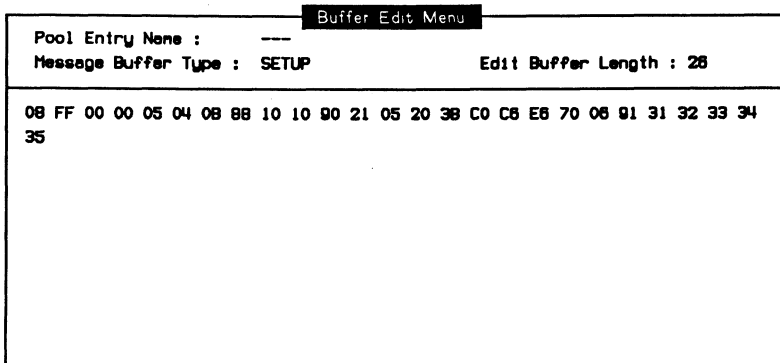 Buffer Edit Menu
Pool Entry Name : ---
Message Buffer Type : SETUP Edit Buffer Length : 26
08 FF 00 00 05 04 0B 88 10 10 90 21 05 20 3B C0 C6 E6 70 06 91 31 32 33 34
35